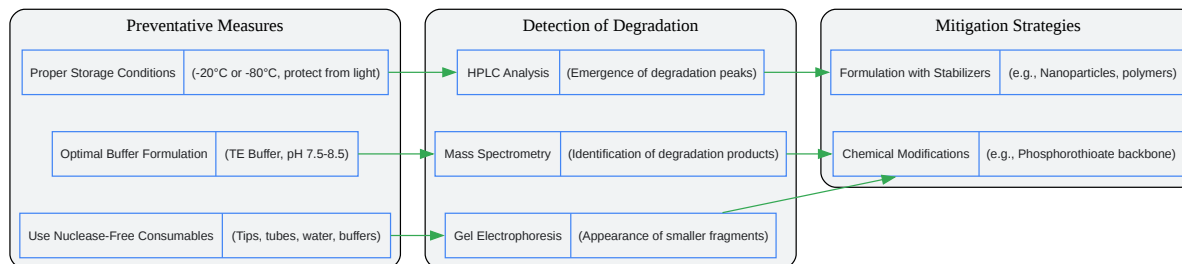 Preventative Measures
Proper Storage Conditions
(-20°C or -80°C, protect from light)
Optimal Buffer Formulation
(TE Buffer, pH 7.5-8.5)
Use Nuclease-Free Consumables
(Tips, tubes, water, buffers)
Detection of Degradation
HPLC Analysis
(Emergence of degradation peaks)
Mass Spectrometry
(Identification of degradation products)
Gel Electrophoresis
(Appearance of smaller fragments)
Mitigation Strategies
Formulation with Stabilizers
(e.g., Nanoparticles, polymers)
Chemical Modifications
(e.g., Phosphorothioate backbone)